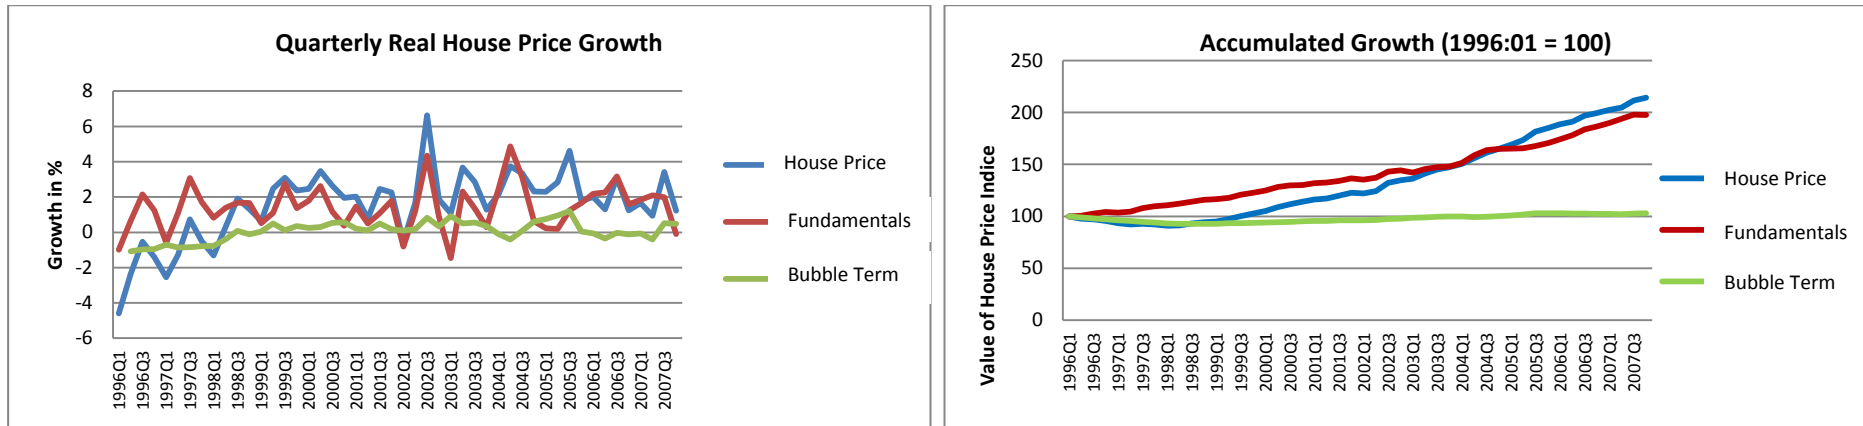 Quarterly Real House Price Growth
Growth in %
8
6
4
2
0
-2
-4
-6
1996Q1
1996Q3
1997Q1
1997Q3
1998Q1
1998Q3
1999Q1
1999Q3
2000Q1
2000Q3
2001Q1
2001Q3
2002Q1
2002Q3
2003Q1
2003Q3
2004Q1
2004Q3
2005Q1
2005Q3
2006Q1
2006Q3
2007Q1
2007Q3
House Price
Fundamentals
Bubble Term
Accumulated Growth (1996:01 = 100)
Value of House Price Indice
250
200
150
100
50
0
1996Q1
1996Q3
1997Q1
1997Q3
1998Q1
1998Q3
1999Q1
1999Q3
2000Q1
2000Q3
2001Q1
2001Q3
2002Q1
2002Q3
2003Q1
2003Q3
2004Q1
2004Q3
2005Q1
2005Q3
2006Q1
2006Q3
2007Q1
2007Q3
House Price
Fundamentals
Bubble Term